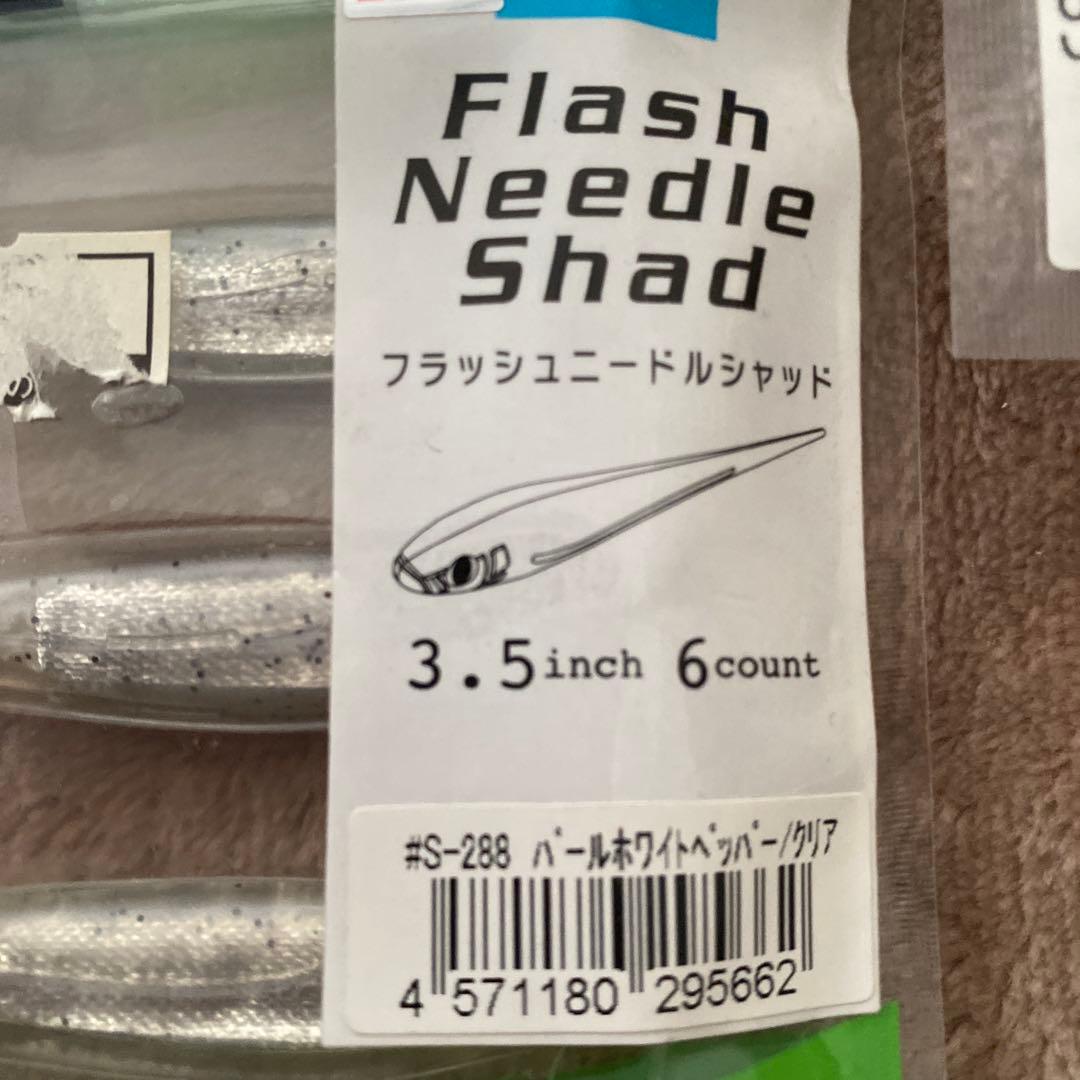 Flash
Needle
Shad
フラッシュニードルシャッド
3.5inch 6count
#S-288 ﾊﾟｰﾙﾎﾜｲﾄﾍﾟｯﾊﾟｰ/ｸﾘｱ
4 571180 295662